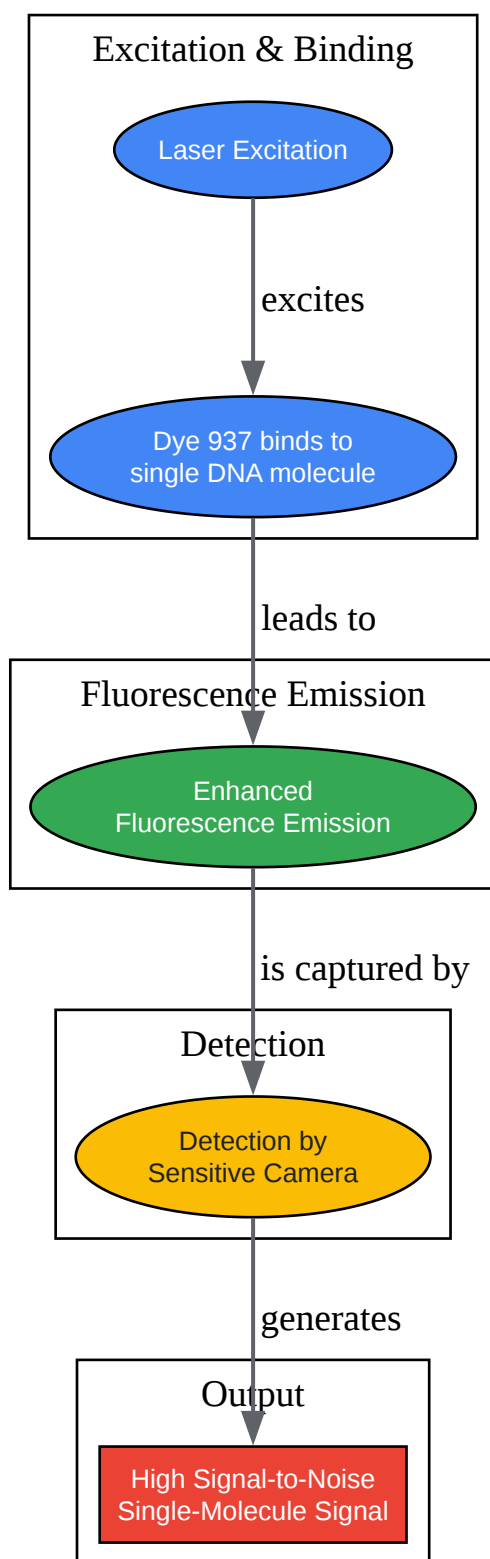 Excitation & Binding
Laser Excitation
excites
Dye 937 binds to
single DNA molecule
leads to
Fluorescence Emission
Enhanced
Fluorescence Emission
is captured by
Detection
Detection by
Sensitive Camera
generates
Output
High Signal-to-Noise
Single-Molecule Signal